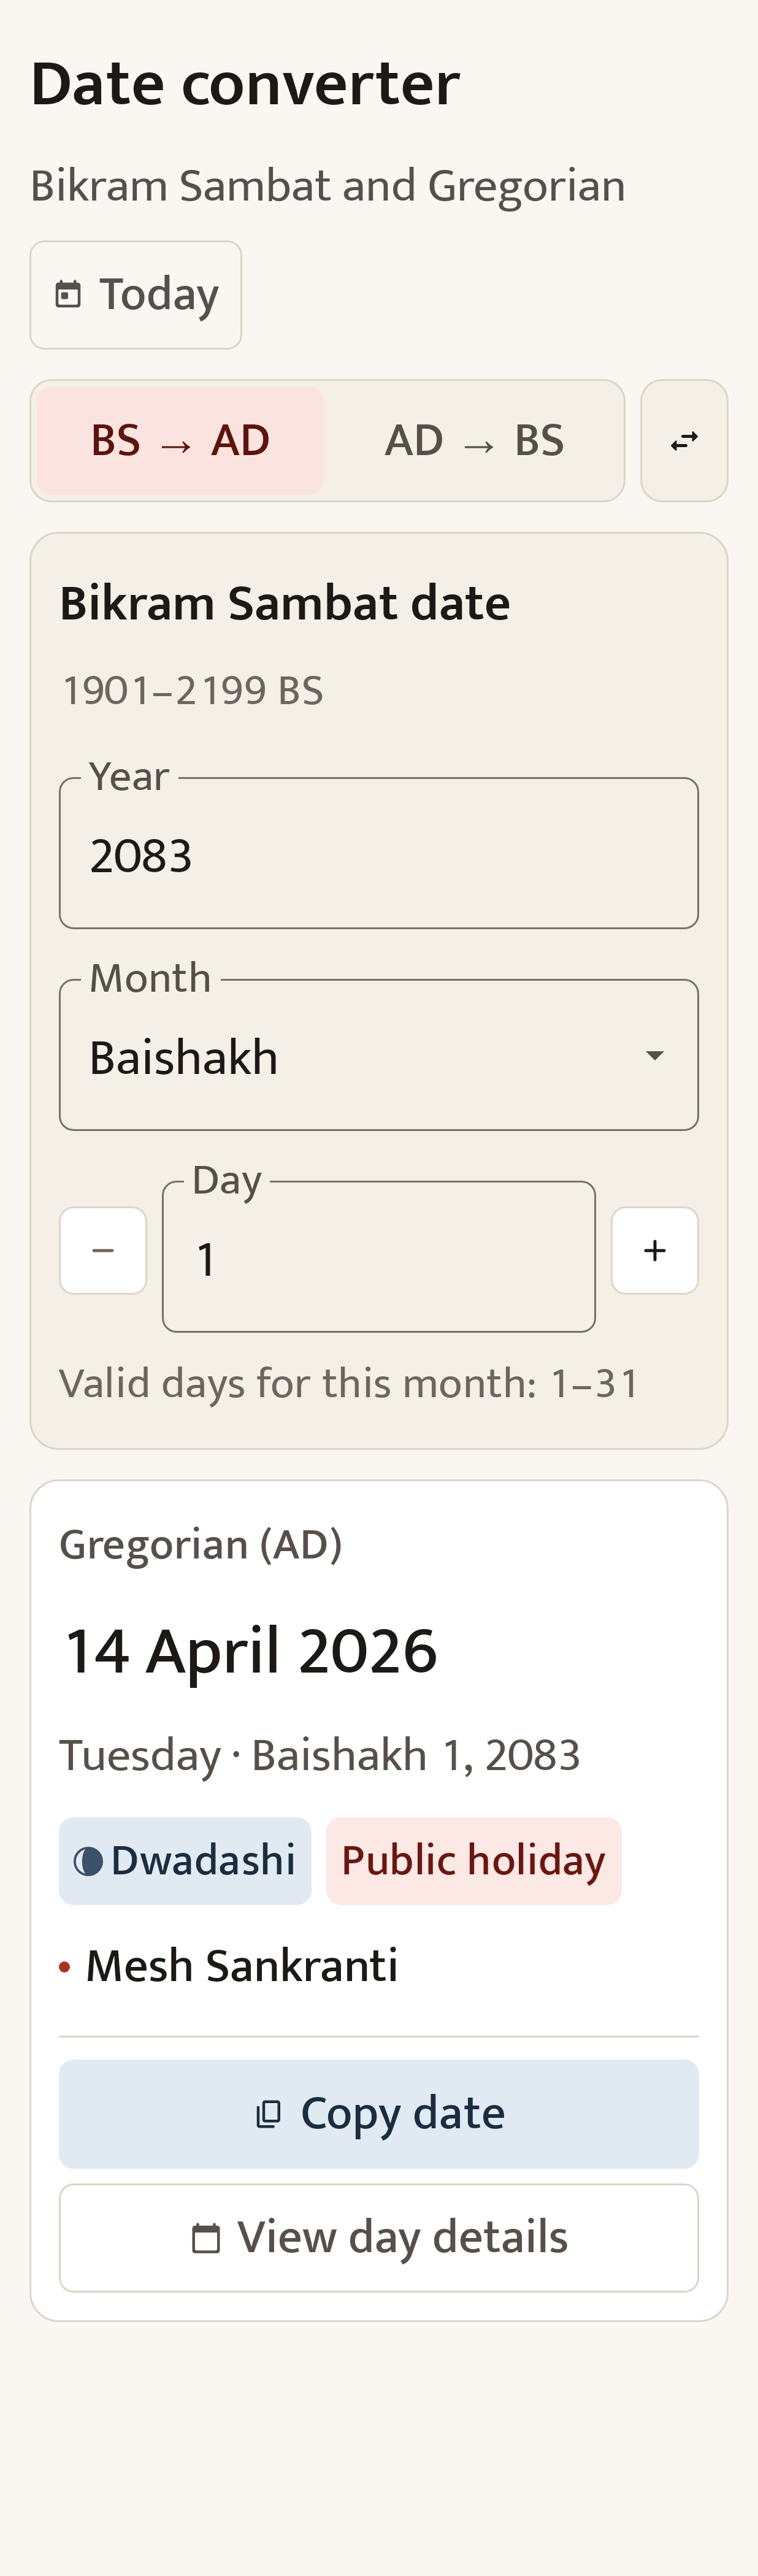 Date converter
Bikram Sambat and Gregorian
Today
BS → AD
AD → BS
Bikram Sambat date
1901–2199 BS
Year
2083
Month
Baishakh
Day
−
1
+
Valid days for this month: 1–31
Gregorian (AD)
14 April 2026
Tuesday · Baishakh 1, 2083
Dwadashi
Public holiday
• Mesh Sankranti
Copy date
View day details